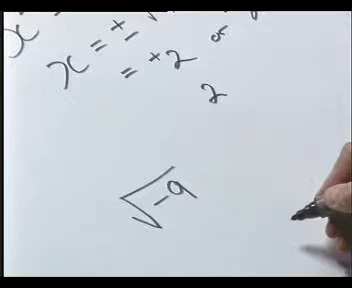 x = ±
= +2 or
2
√-9